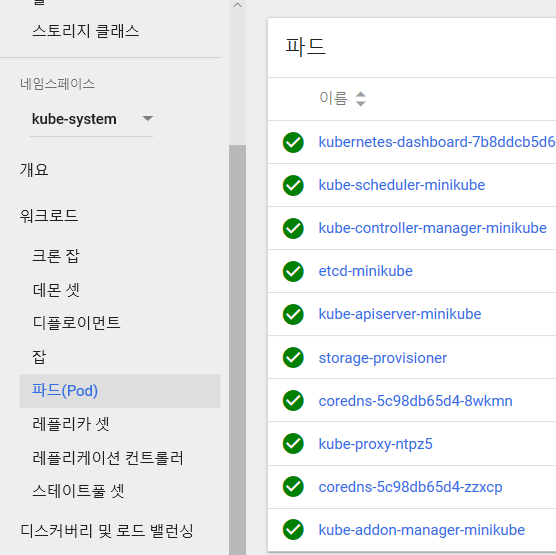 스토리지 클래스
네임스페이스
kube-system
개요
워크로드
크론 잡
데몬 셋
디플로이먼트
잡
파드(Pod)
레플리카 셋
레플리케이션 컨트롤러
스테이트풀 셋
디스커버리 및 로드 밸런싱
파드
이름
kubernetes-dashboard-7b8ddcb5d6
kube-scheduler-minikube
kube-controller-manager-minikube
etcd-minikube
kube-apiserver-minikube
storage-provisioner
coredns-5c98db65d4-8wkmn
kube-proxy-ntpz5
coredns-5c98db65d4-zzxcp
kube-addon-manager-minikube